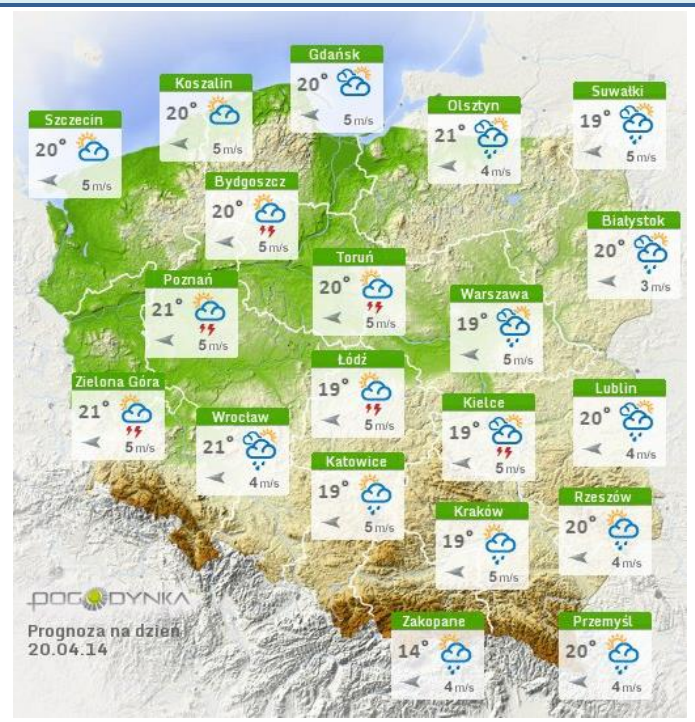 Gdańsk
20°
5 m/s
Koszalin
20°
5 m/s
Szczecin
20°
5 m/s
Olsztyn
21°
4 m/s
Suwałki
19°
5 m/s
Bydgoszcz
20°
5 m/s
Białystok
20°
3 m/s
Toruń
20°
5 m/s
Poznań
21°
5 m/s
Warszawa
19°
5 m/s
Łódź
19°
5 m/s
Zielona Góra
21°
5 m/s
Wrocław
21°
4 m/s
Kielce
19°
5 m/s
Lublin
20°
4 m/s
Katowice
19°
5 m/s
Kraków
19°
5 m/s
Rzeszów
20°
4 m/s
Zakopane
14°
4 m/s
Przemyśl
20°
4 m/s
POGODYNKA
Prognoza na dzień
20.04.14